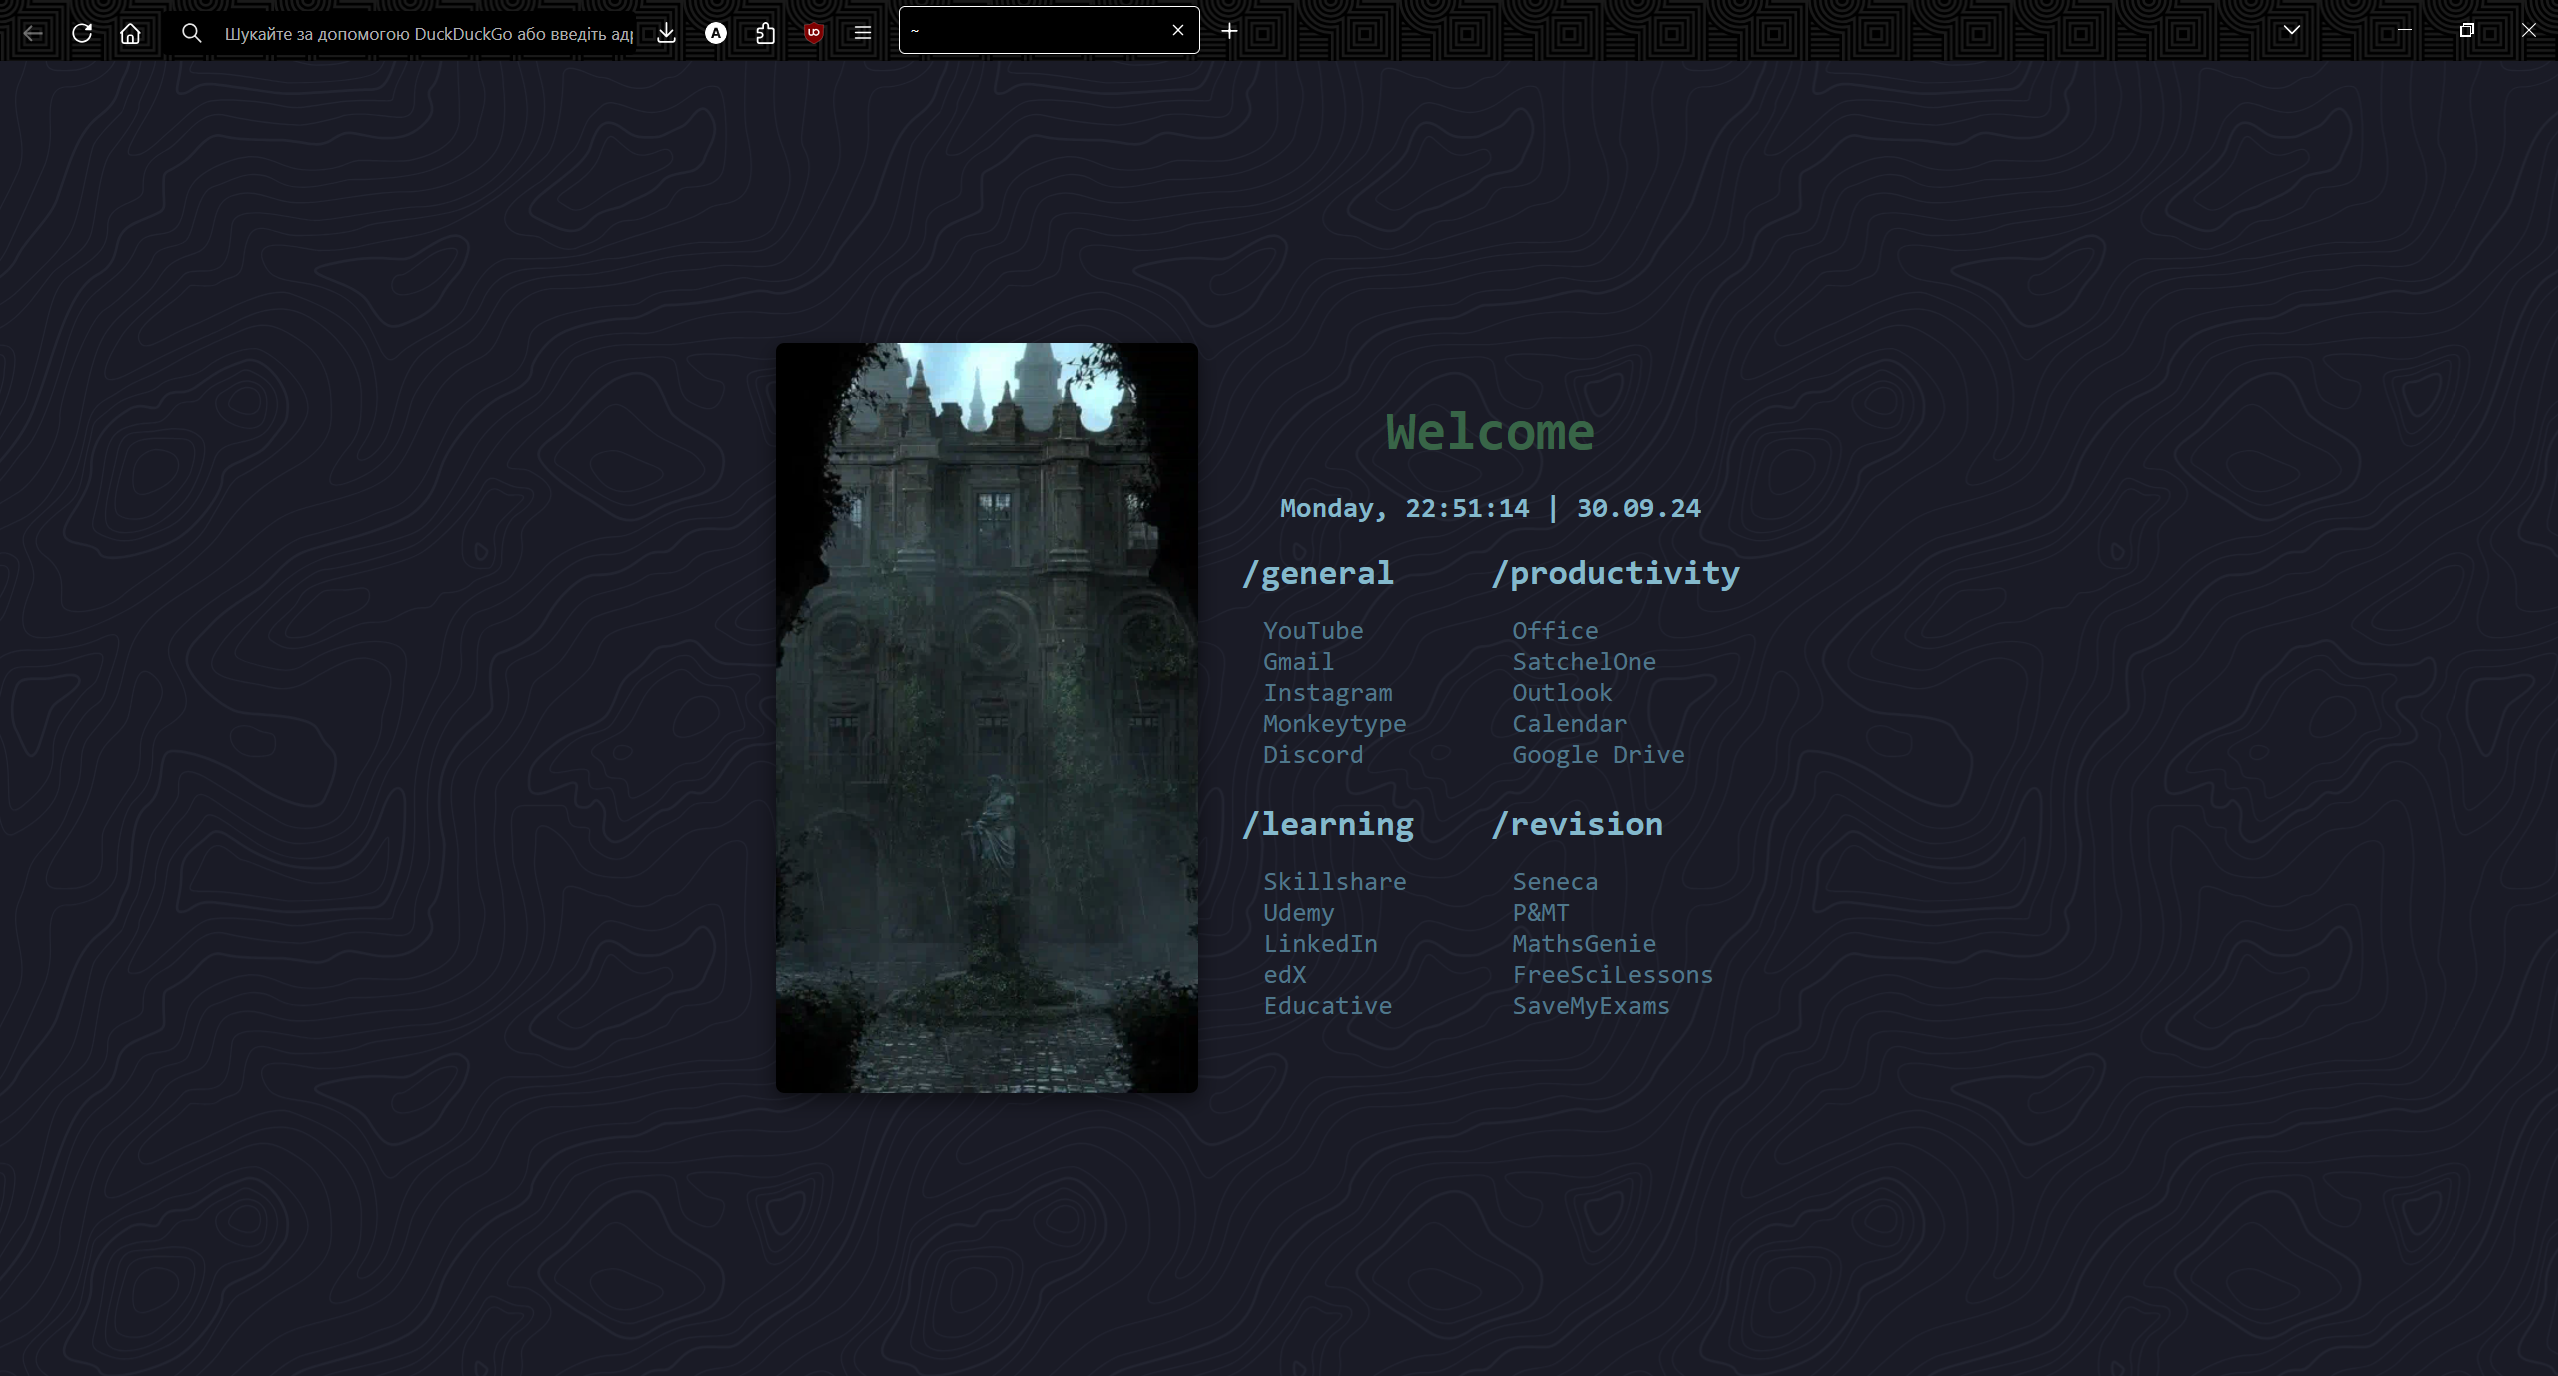 Шукайте за допомогою DuckDuckGo або введіть адр
~
Welcome
Monday, 22:51:14 | 30.09.24
/general
YouTube
Gmail
Instagram
Monkeytype
Discord
/productivity
Office
SatchelOne
Outlook
Calendar
Google Drive
/learning
Skillshare
Udemy
LinkedIn
edX
Educative
/revision
Seneca
P&MT
MathsGenie
FreeSciLessons
SaveMyExams